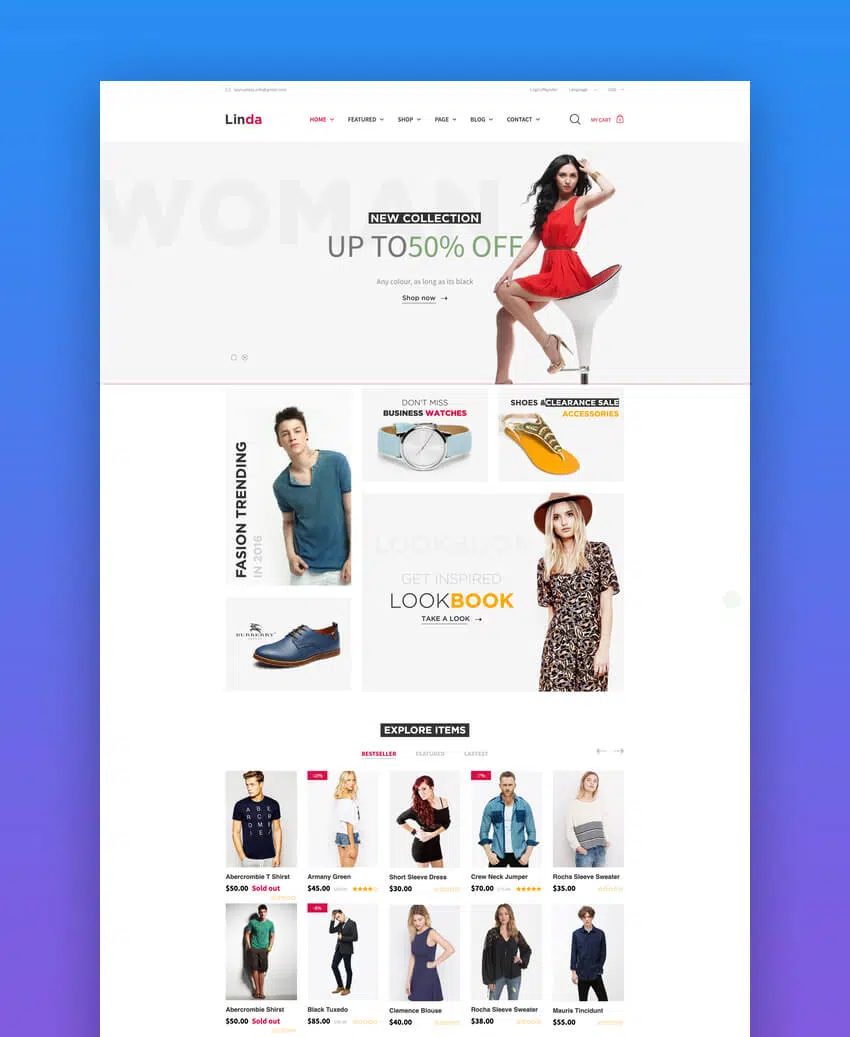 Login/Register Language USD
Linda
HOME FEATURED SHOP PAGE BLOG CONTACT MY CART 0
WOMAN
NEW COLLECTION
UP TO50% OFF
Any colour, as long as its black
Shop now
FASION TRENDING
IN 2016
DON'T MISS
BUSINESS WATCHES
SHOES &CLEARANCE SALE
ACCESSORIES
LOOKBOOK
GET INSPIRED
LOOKBOOK
TAKE A LOOK
BURBERRY
EXPLORE ITEMS
BESTSELLER FEATURED LASTEST
A B E
R C R
O M B
I E /
-10%
-7%
Abercrombie T Shirst
$50.00 Sold out
Armany Green
$45.00
Short Sleeve Dress
$30.00
Crew Neck Jumper
$70.00
Rocha Sleeve Sweater
$35.00
-6%
Abercrombie Shirst
$50.00 Sold out
Black Tuxedo
$85.00
Clemence Blouse
$40.00
Rocha Sleeve Sweater
$38.00
Mauris Tincidunt
$55.00